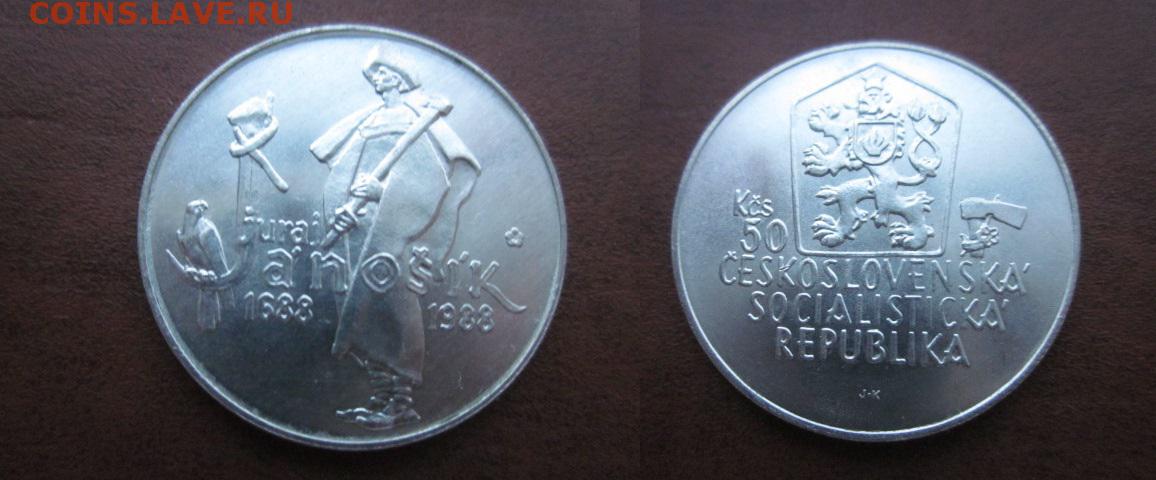 COINS.LAVE.RU
Juraj
Jánošík
1688 1988
Kčs
50
ČESKOSLOVENSKÁ
SOCIALISTICKÁ
REPUBLIKA
J-K